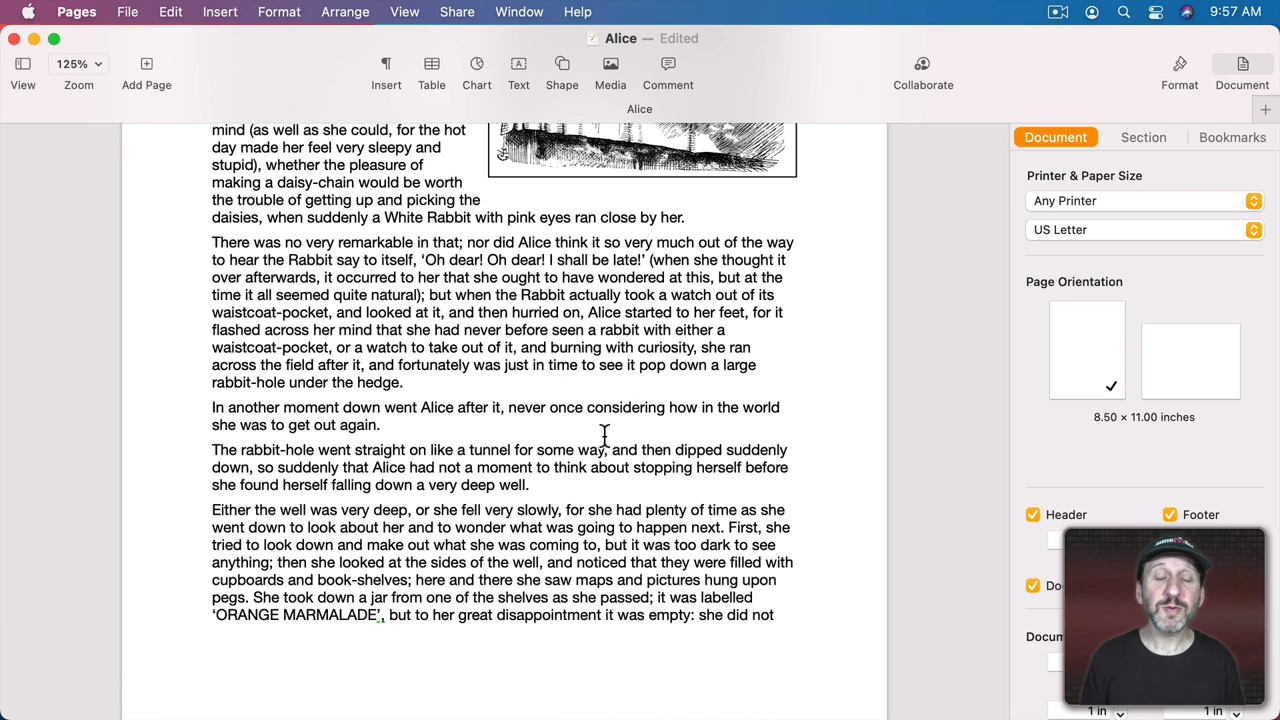 Pages File Edit Insert Format Arrange View Share Window Help 9:57 AM
Alice — Edited
125%
View Zoom Add Page Insert Table Chart Text Shape Media Comment Collaborate Format Document
Alice
Document Section Bookmarks
mind (as well as she could, for the hot
day made her feel very sleepy and
stupid), whether the pleasure of
making a daisy-chain would be worth
the trouble of getting up and picking the
daisies, when suddenly a White Rabbit with pink eyes ran close by her.
There was no very remarkable in that; nor did Alice think it so very much out of the way
to hear the Rabbit say to itself, ‘Oh dear! Oh dear! I shall be late!’ (when she thought it
over afterwards, it occurred to her that she ought to have wondered at this, but at the
time it all seemed quite natural); but when the Rabbit actually took a watch out of its
waistcoat-pocket, and looked at it, and then hurried on, Alice started to her feet, for it
flashed across her mind that she had never before seen a rabbit with either a
waistcoat-pocket, or a watch to take out of it, and burning with curiosity, she ran
across the field after it, and fortunately was just in time to see it pop down a large
rabbit-hole under the hedge.
In another moment down went Alice after it, never once considering how in the world
she was to get out again.
The rabbit-hole went straight on like a tunnel for some way, and then dipped suddenly
down, so suddenly that Alice had not a moment to think about stopping herself before
she found herself falling down a very deep well.
Either the well was very deep, or she fell very slowly, for she had plenty of time as she
went down to look about her and to wonder what was going to happen next. First, she
tried to look down and make out what she was coming to, but it was too dark to see
anything; then she looked at the sides of the well, and noticed that they were filled with
cupboards and book-shelves; here and there she saw maps and pictures hung upon
pegs. She took down a jar from one of the shelves as she passed; it was labelled
‘ORANGE MARMALADE’, but to her great disappointment it was empty: she did not
Printer & Paper Size
Any Printer
US Letter
Page Orientation
8.50 × 11.00 inches
Header Footer
Do
Docum
1 in 1 in